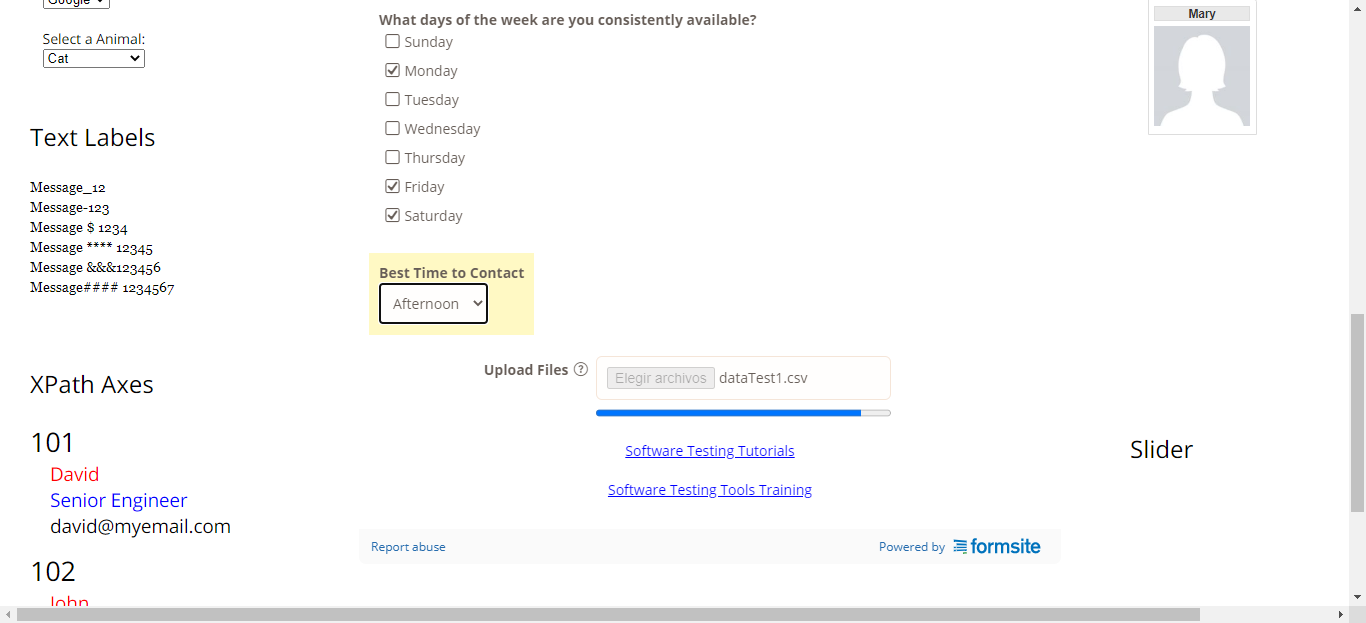 Google
Select a Animal:
Cat
Text Labels
Message_12
Message-123
Message $ 1234
Message **** 12345
Message &&&123456
Message#### 1234567
XPath Axes
101
David
Senior Engineer
david@myemail.com
102
John
What days of the week are you consistently available?
Sunday
Monday
Tuesday
Wednesday
Thursday
Friday
Saturday
Best Time to Contact
Afternoon
Upload Files ?
Elegir archivos dataTest1.csv
Software Testing Tutorials
Software Testing Tools Training
Report abuse
Powered by formsite
Mary
Slider